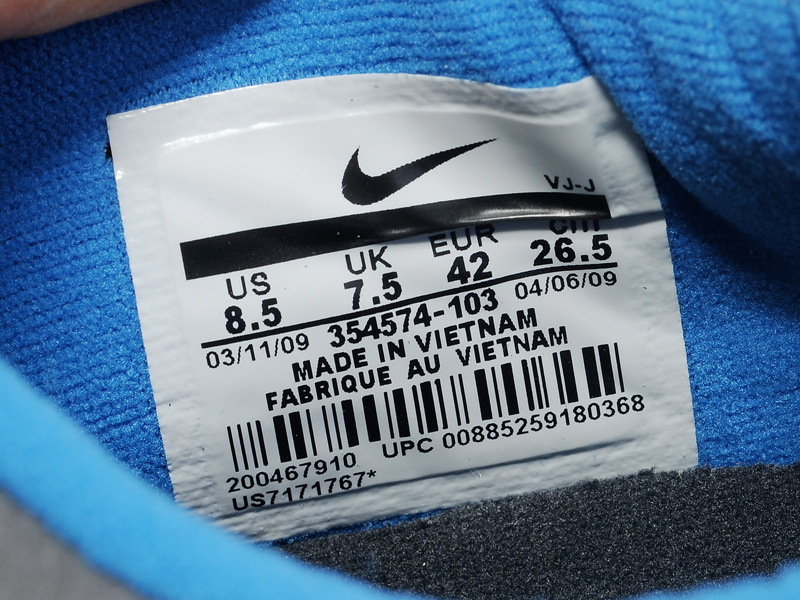 VJ-J
US UK EUR cm
8.5 7.5 42 26.5
03/11/09 354574-103 04/06/09
MADE IN VIETNAM
FABRIQUE AU VIETNAM
200467910 UPC 00885259180368
US7171767*